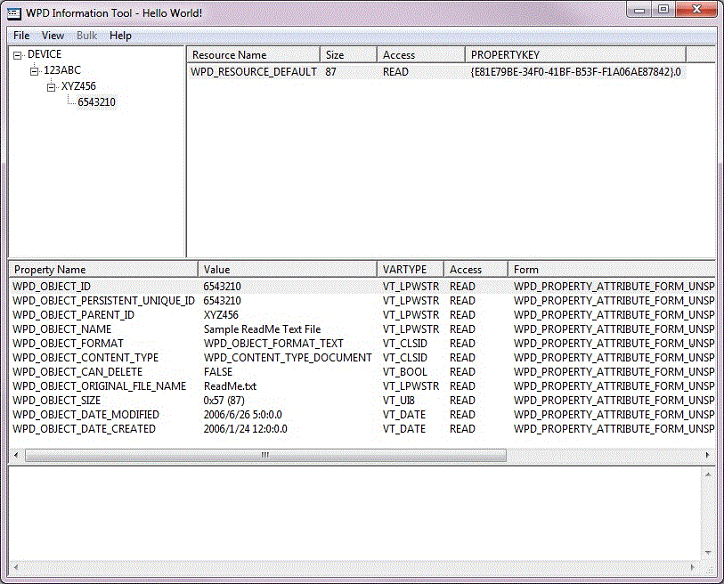 WPD Information Tool - Hello World!
File View Bulk Help
DEVICE
123ABC
XYZ456
6543210
Resource Name Size Access PROPERTYKEY
WPD_RESOURCE_DEFAULT 87 READ {E81E79BE-34F0-41BF-B53F-F1A06AE87842}.0
Property Name Value VARTYPE Access Form
WPD_OBJECT_ID 6543210 VT_LPWSTR READ WPD_PROPERTY_ATTRIBUTE_FORM_UNSP
WPD_OBJECT_PERSISTENT_UNIQUE_ID 6543210 VT_LPWSTR READ WPD_PROPERTY_ATTRIBUTE_FORM_UNSP
WPD_OBJECT_PARENT_ID XYZ456 VT_LPWSTR READ WPD_PROPERTY_ATTRIBUTE_FORM_UNSP
WPD_OBJECT_NAME Sample ReadMe Text File VT_LPWSTR READ WPD_PROPERTY_ATTRIBUTE_FORM_UNSP
WPD_OBJECT_FORMAT WPD_OBJECT_FORMAT_TEXT VT_CLSID READ WPD_PROPERTY_ATTRIBUTE_FORM_UNSP
WPD_OBJECT_CONTENT_TYPE WPD_CONTENT_TYPE_DOCUMENT VT_CLSID READ WPD_PROPERTY_ATTRIBUTE_FORM_UNSP
WPD_OBJECT_CAN_DELETE FALSE VT_BOOL READ WPD_PROPERTY_ATTRIBUTE_FORM_UNSP
WPD_OBJECT_ORIGINAL_FILE_NAME ReadMe.txt VT_LPWSTR READ WPD_PROPERTY_ATTRIBUTE_FORM_UNSP
WPD_OBJECT_SIZE 0x57 (87) VT_UI8 READ WPD_PROPERTY_ATTRIBUTE_FORM_UNSP
WPD_OBJECT_DATE_MODIFIED 2006/6/26 5:0:0.0 VT_DATE READ WPD_PROPERTY_ATTRIBUTE_FORM_UNSP
WPD_OBJECT_DATE_CREATED 2006/1/24 12:0:0.0 VT_DATE READ WPD_PROPERTY_ATTRIBUTE_FORM_UNSP